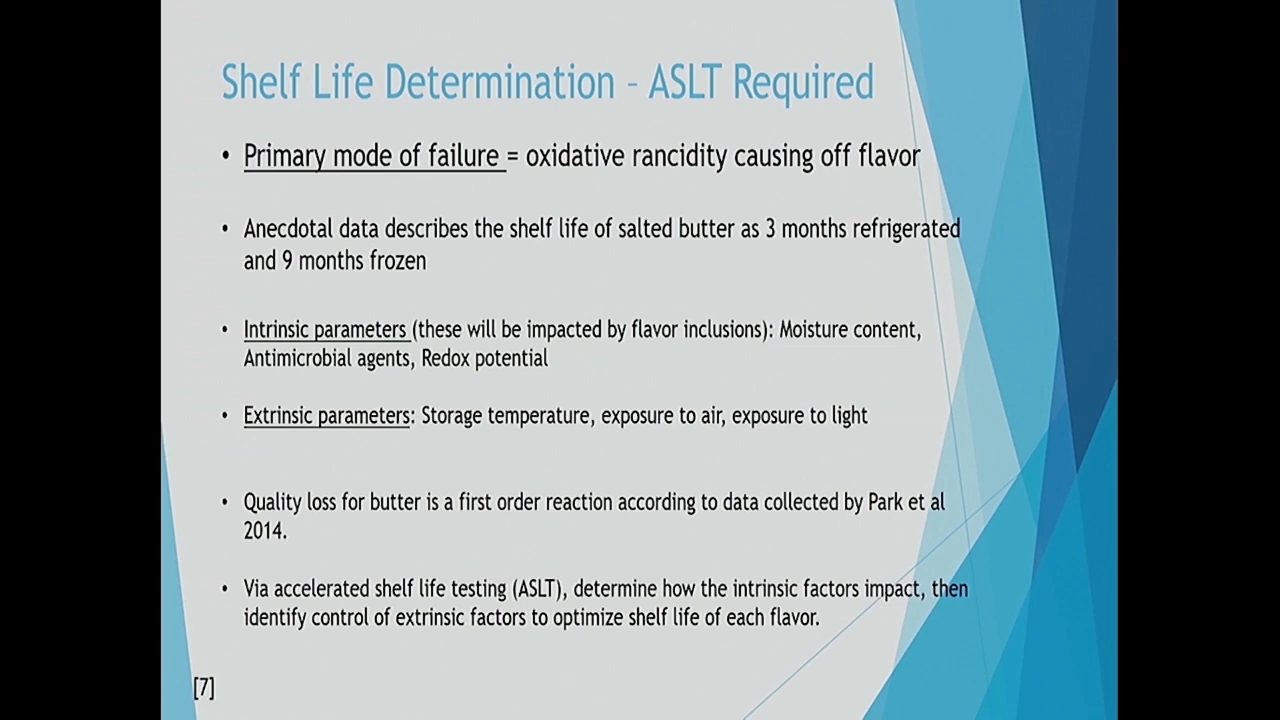 Shelf Life Determination – ASLT Required
• Primary mode of failure = oxidative rancidity causing off flavor
• Anecdotal data describes the shelf life of salted butter as 3 months refrigerated
and 9 months frozen
• Intrinsic parameters (these will be impacted by flavor inclusions): Moisture content,
Antimicrobial agents, Redox potential
• Extrinsic parameters: Storage temperature, exposure to air, exposure to light
• Quality loss for butter is a first order reaction according to data collected by Park et al
2014.
• Via accelerated shelf life testing (ASLT), determine how the intrinsic factors impact, then
identify control of extrinsic factors to optimize shelf life of each flavor.
[7]